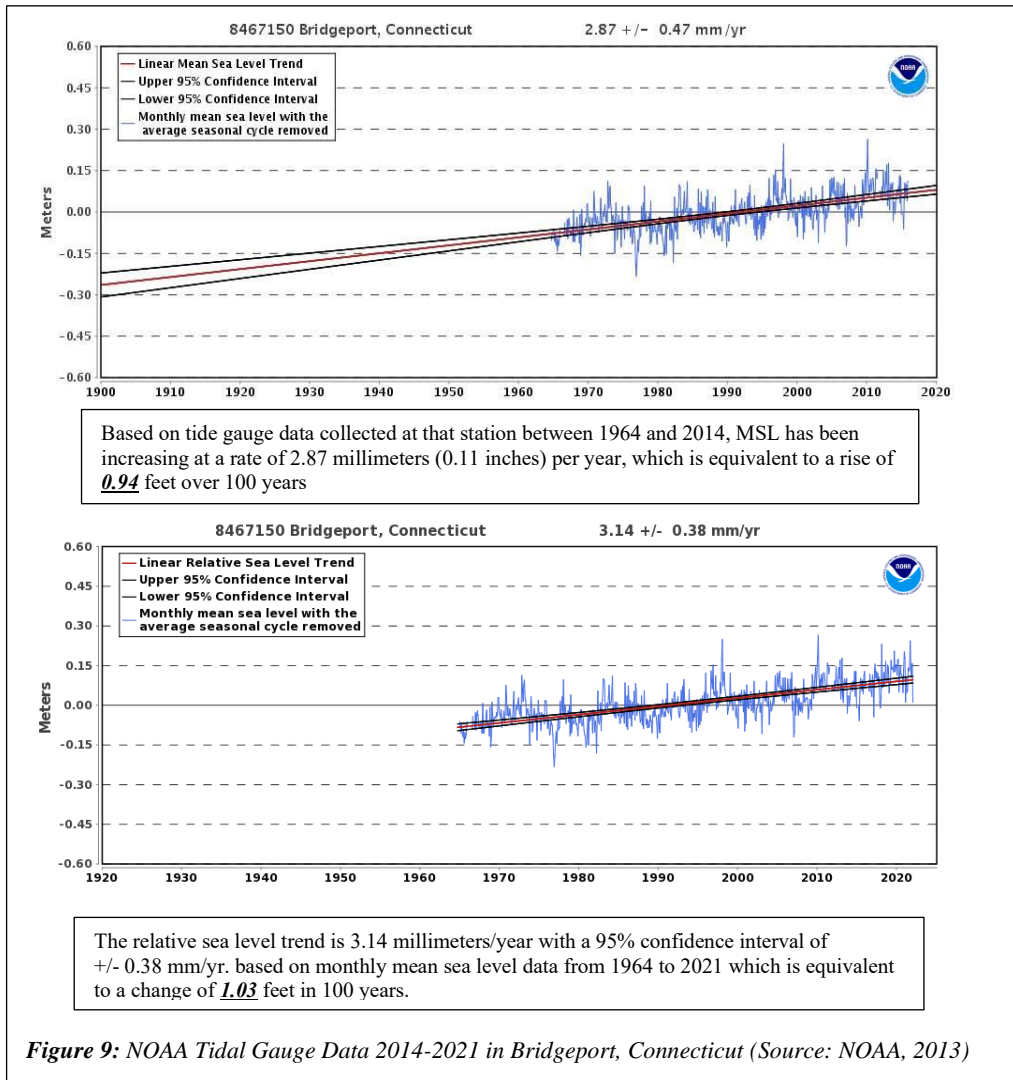 8467150 Bridgeport, Connecticut 2.87 +/- 0.47 mm/yr
0.60
0.45
0.30
0.15
0.00
-0.15
-0.30
-0.45
-0.60
Meters
Linear Mean Sea Level Trend
Upper 95% Confidence Interval
Lower 95% Confidence Interval
Monthly mean sea level with the
average seasonal cycle removed
NOAA
1900 1910 1920 1930 1940 1950 1960 1970 1980 1990 2000 2010 2020
Based on tide gauge data collected at that station between 1964 and 2014, MSL has been
increasing at a rate of 2.87 millimeters (0.11 inches) per year, which is equivalent to a rise of
0.94 feet over 100 years
8467150 Bridgeport, Connecticut 3.14 +/- 0.38 mm/yr
0.60
0.45
0.30
0.15
0.00
-0.15
-0.30
-0.45
-0.60
Meters
Linear Relative Sea Level Trend
Upper 95% Confidence Interval
Lower 95% Confidence Interval
Monthly mean sea level with the
average seasonal cycle removed
NOAA
1920 1930 1940 1950 1960 1970 1980 1990 2000 2010 2020
The relative sea level trend is 3.14 millimeters/year with a 95% confidence interval of
+/- 0.38 mm/yr. based on monthly mean sea level data from 1964 to 2021 which is equivalent
to a change of 1.03 feet in 100 years.
Figure 9: NOAA Tidal Gauge Data 2014-2021 in Bridgeport, Connecticut (Source: NOAA, 2013)